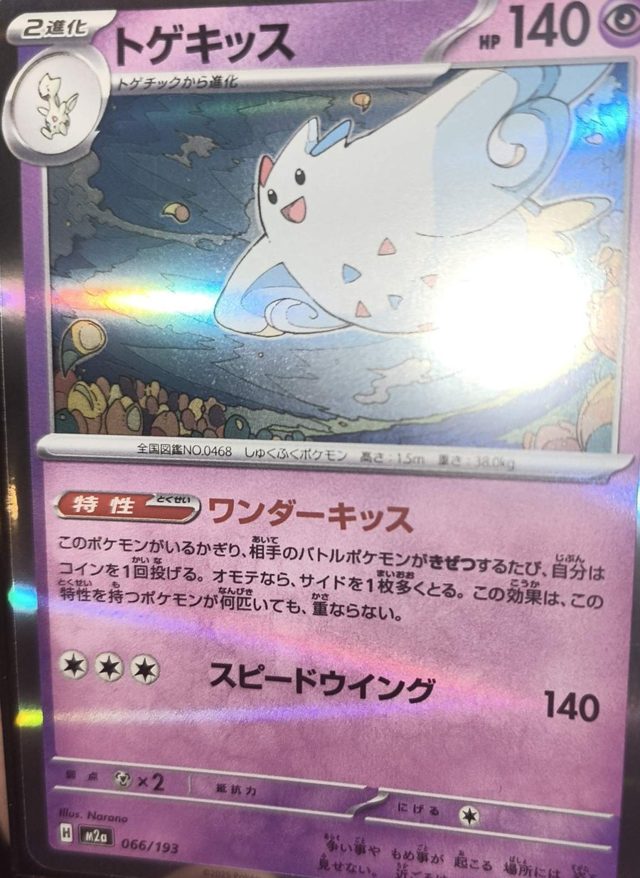 2進化
トゲキッス
HP 140
トゲチックから進化
全国図鑑NO.0468 しゅくふくポケモン 高さ:1.5m 重さ:38.0kg
特性 とくせい ワンダーキッス
このポケモンがいるかぎり、相手のバトルポケモンがきぜつするたび、自分は
コインを1回投げる。オモテなら、サイドを1枚多くとる。この効果は、この
特性を持つポケモンが何匹いても、重ならない。
スピードウイング 140
弱点 ×2 抵抗力
にげる
Illus. Narano
H m2a 066/193
争い事や もめ事が 起こる 場所には
見せない。